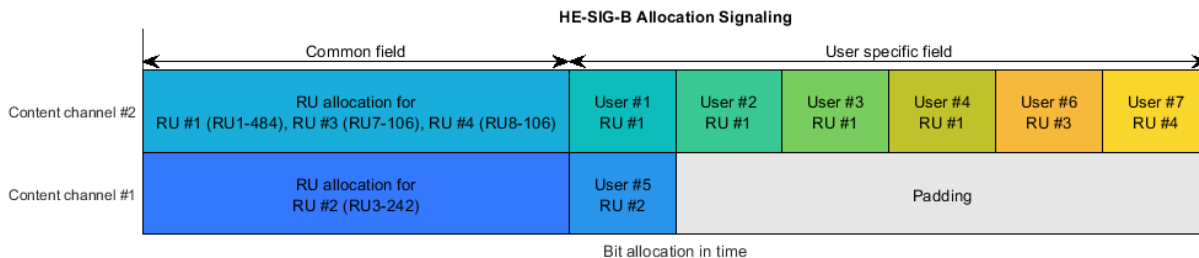 HE-SIG-B Allocation Signaling
Common field
User specific field
Content channel #2
RU allocation for
RU #1 (RU1-484), RU #3 (RU7-106), RU #4 (RU8-106)
User #1
RU #1
User #2
RU #1
User #3
RU #1
User #4
RU #1
User #6
RU #3
User #7
RU #4
Content channel #1
RU allocation for
RU #2 (RU3-242)
User #5
RU #2
Padding
Bit allocation in time